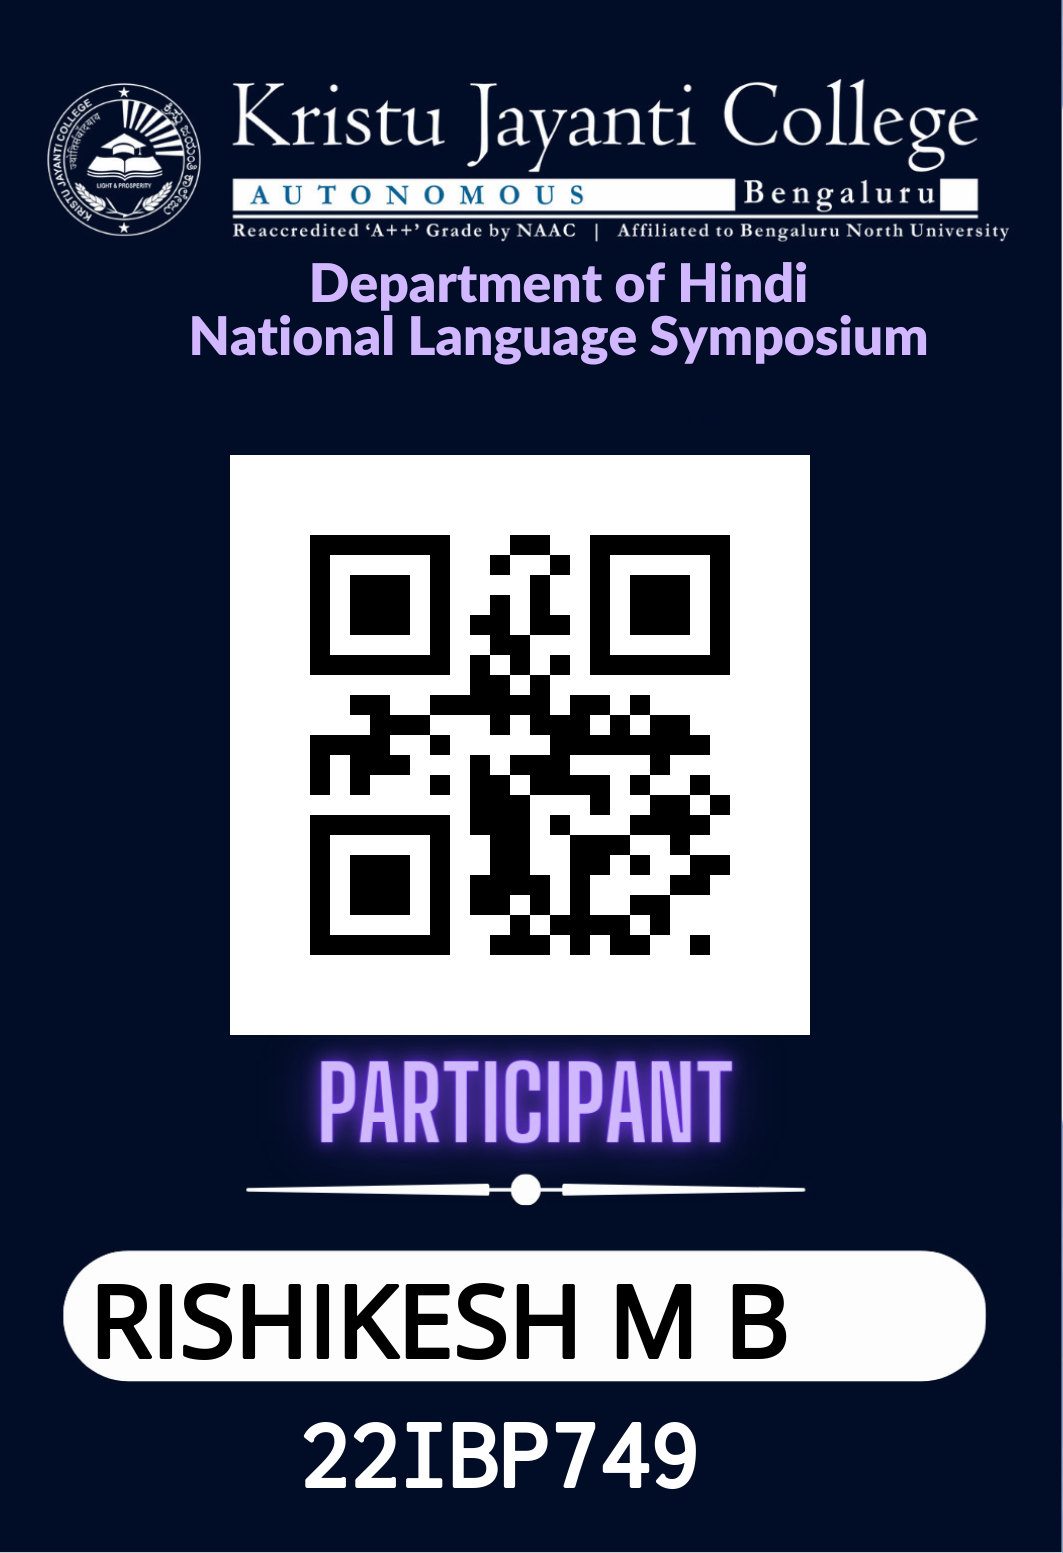 KRISTU JAYANTI COLLEGE
LIGHT & PROSPERITY
Kristu Jayanti College
AUTONOMOUS Bengaluru
Reaccredited ‘A++’ Grade by NAAC | Affiliated to Bengaluru North University
Department of Hindi
National Language Symposium
PARTICIPANT
RISHIKESH M B
22IBP749